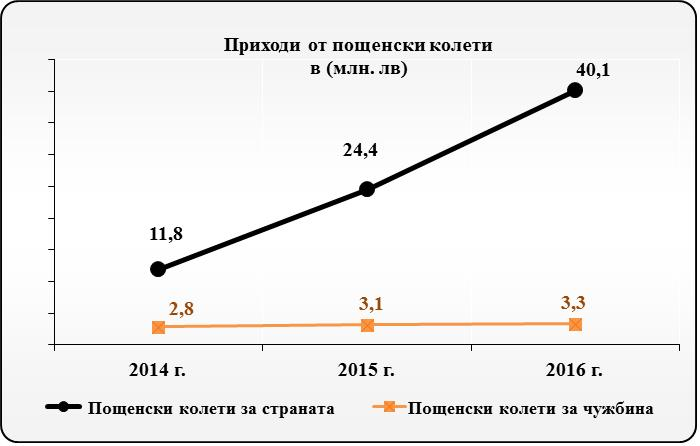 Приходи от пощенски колети
в (млн. лв)
40,1
24,4
11,8
2,8
3,1
3,3
2014 г.
2015 г.
2016 г.
Пощенски колети за страната
Пощенски колети за чужбина